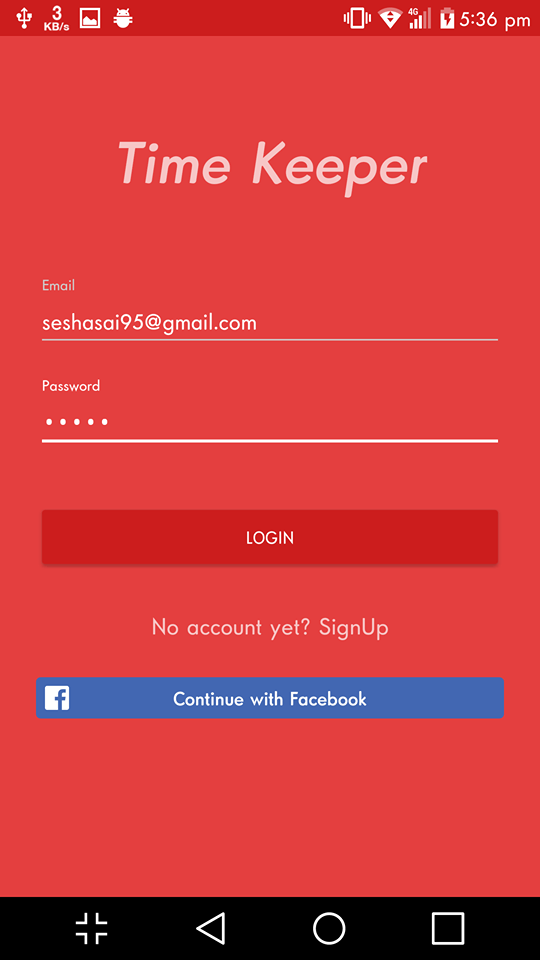 3
KB/s
4G
5:36 pm
Time Keeper
Email
seshasai95@gmail.com
Password
•••••
LOGIN
No account yet? SignUp
Continue with Facebook